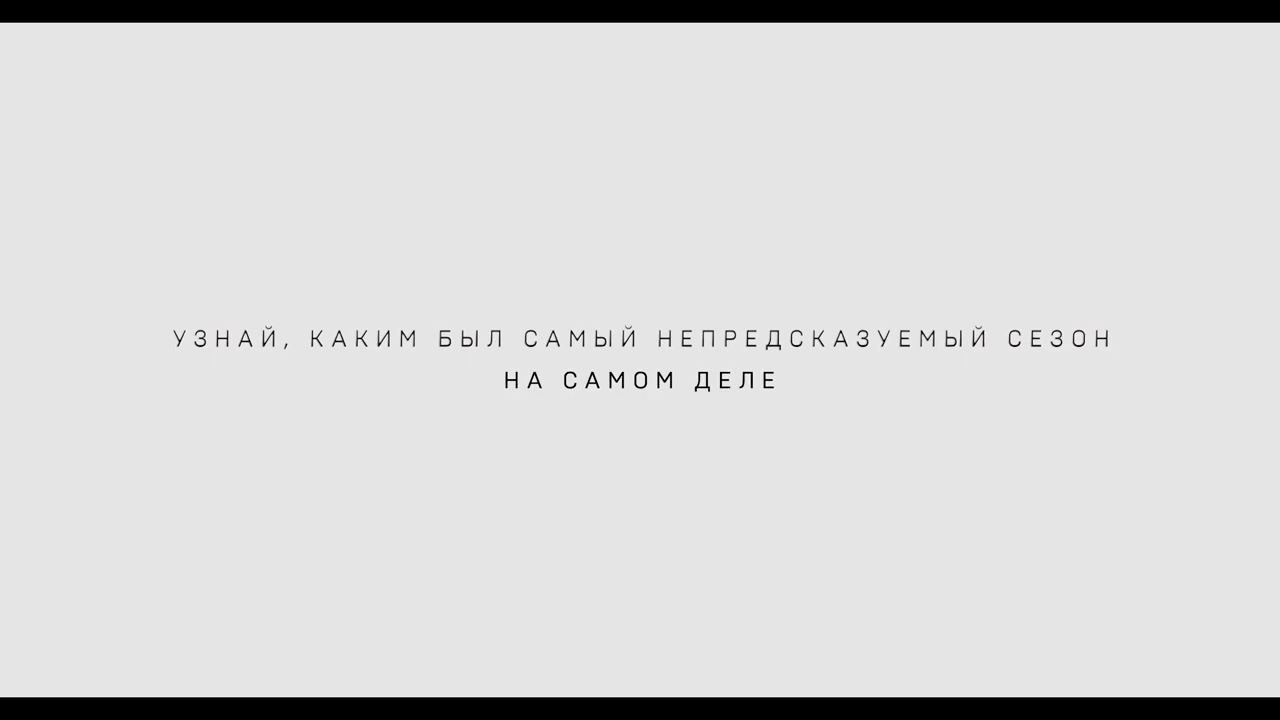 УЗНАЙ, КАКИМ БЫЛ САМЫЙ НЕПРЕДСКАЗУЕМЫЙ СЕЗОН
НА САМОМ ДЕЛЕ